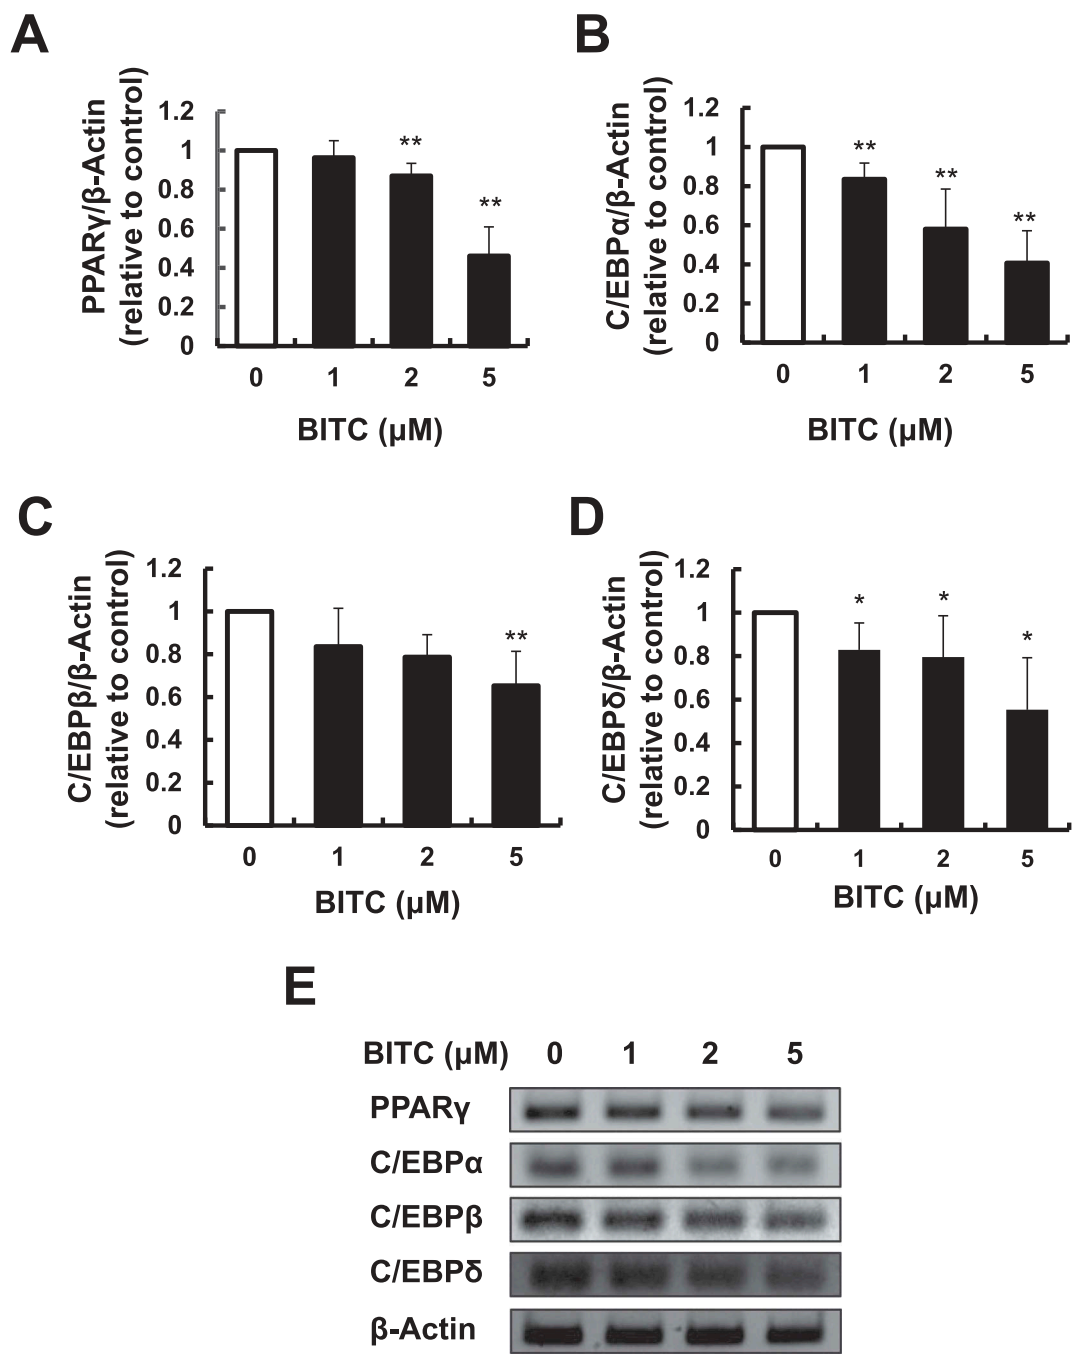 A
PPARγ/β-Actin
(relative to control)
1.2
1
0.8
0.6
0.4
0.2
0
**
**
0 1 2 5
BITC (µM)
B
C/EBPα/β-Actin
(relative to control)
1.2
1
0.8
0.6
0.4
0.2
0
**
**
**
0 1 2 5
BITC (µM)
C
C/EBPβ/β-Actin
(relative to control)
1.2
1
0.8
0.6
0.4
0.2
0
**
0 1 2 5
BITC (µM)
D
C/EBPδ/β-Actin
(relative to control)
1.2
1
0.8
0.6
0.4
0.2
0
*
*
*
0 1 2 5
BITC (µM)
E
BITC (µM) 0 1 2 5
PPARγ
C/EBPα
C/EBPβ
C/EBPδ
β-Actin